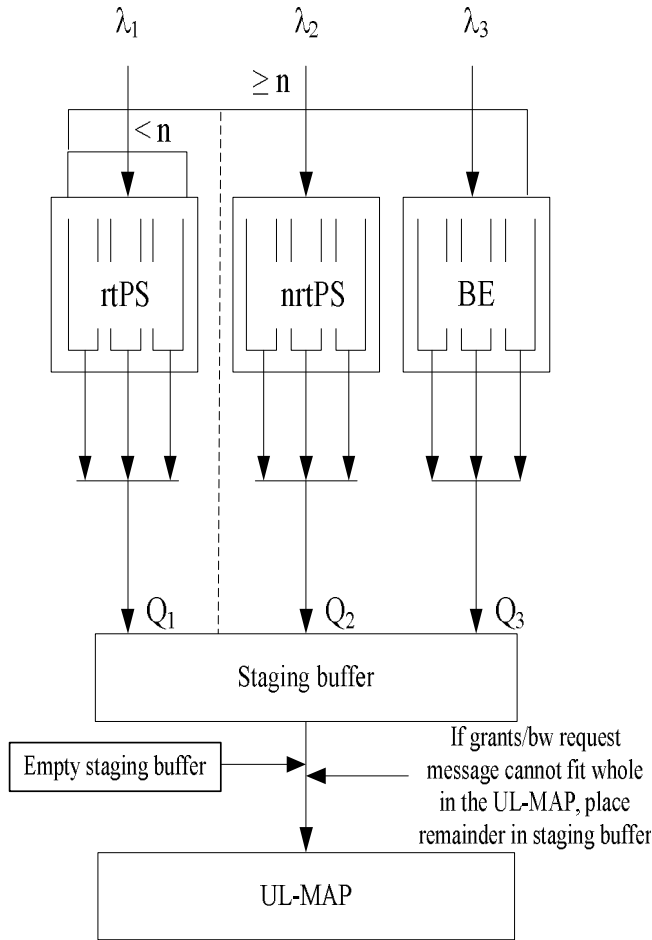 λ1 λ2 λ3
≥ n
< n
rtPS nrtPS BE
Q1 Q2 Q3
Staging buffer
Empty staging buffer
If grants/bw request
message cannot fit whole
in the UL-MAP, place
remainder in staging buffer
UL-MAP